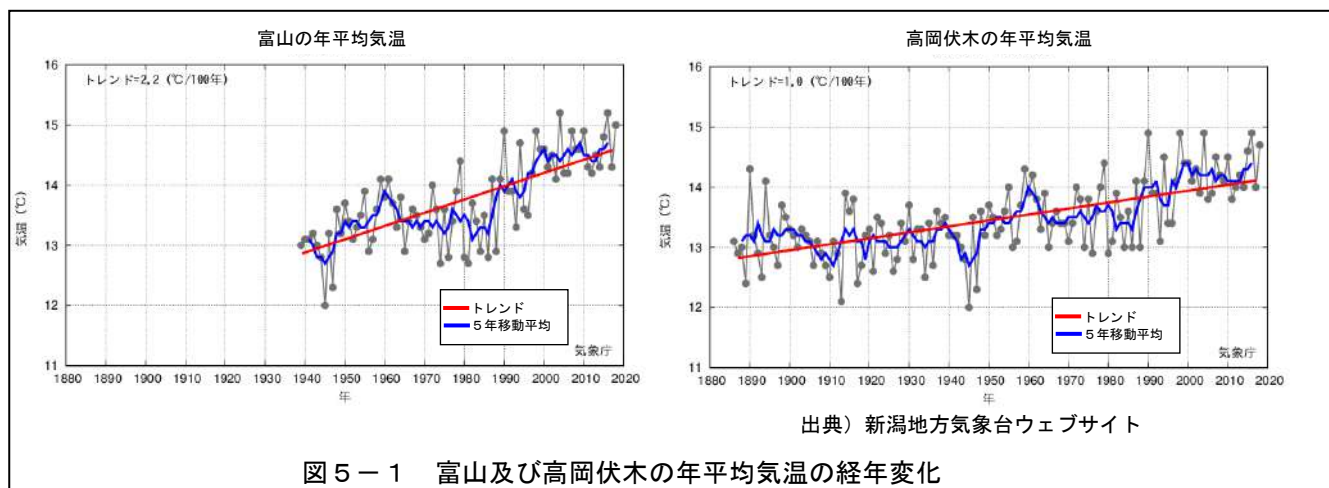 富山の年平均気温
トレンド=2.2 (℃/100年)
16
15
14
13
12
11
気温 (℃)
1880 1890 1900 1910 1920 1930 1940 1950 1960 1970 1980 1990 2000 2010 2020
年
トレンド
5年移動平均
気象庁
高岡伏木の年平均気温
トレンド=1.0 (℃/100年)
16
15
14
13
12
11
気温 (℃)
1880 1890 1900 1910 1920 1930 1940 1950 1960 1970 1980 1990 2000 2010 2020
年
トレンド
5年移動平均
気象庁
出典）新潟地方気象台ウェブサイト
図5－1 富山及び高岡伏木の年平均気温の経年変化